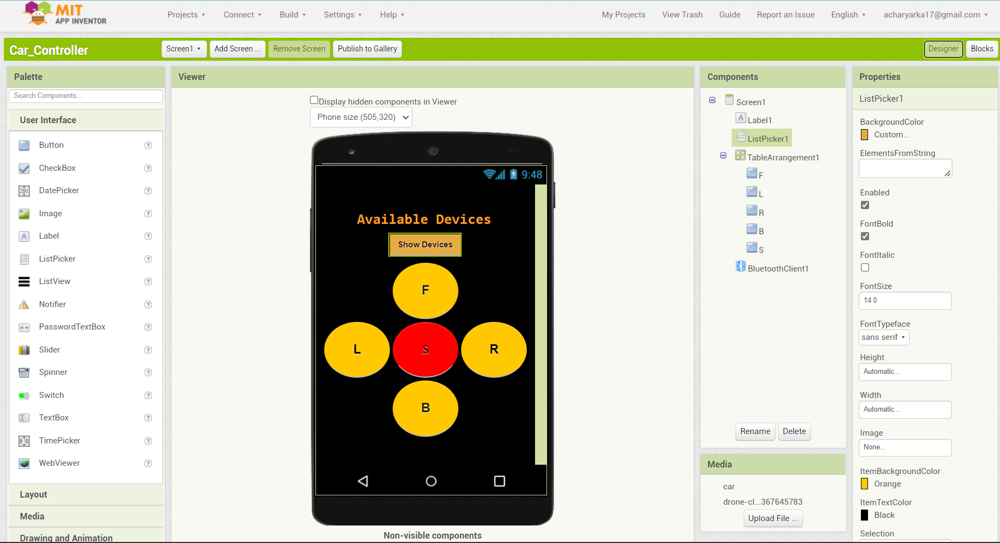 MIT
APP INVENTOR
Projects Connect Build Settings Help My Projects View Trash Guide Report an Issue English acharyarka17@gmail.com
Car_Controller Screen1 Add Screen ... Remove Screen Publish to Gallery Designer Blocks
Palette
Search Components...
User Interface
Button
CheckBox
DatePicker
Image
Label
ListPicker
ListView
Notifier
PasswordTextBox
Slider
Spinner
Switch
TextBox
TimePicker
WebViewer
Layout
Media
Drawing and Animation
Viewer
Display hidden components in Viewer
Phone size (505,320)
9:48
Available Devices
Show Devices
F
L S R
B
Non-visible components
Components
Screen1
Label1
ListPicker1
TableArrangement1
F
L
R
B
S
BluetoothClient1
Rename Delete
Media
car
drone-cl...367645783
Upload File ...
Properties
ListPicker1
BackgroundColor
Custom...
ElementsFromString
Enabled
FontBold
FontItalic
FontSize
14.0
FontTypeface
sans serif
Height
Automatic...
Width
Automatic...
Image
None...
ItemBackgroundColor
Orange
ItemTextColor
Black
Selection